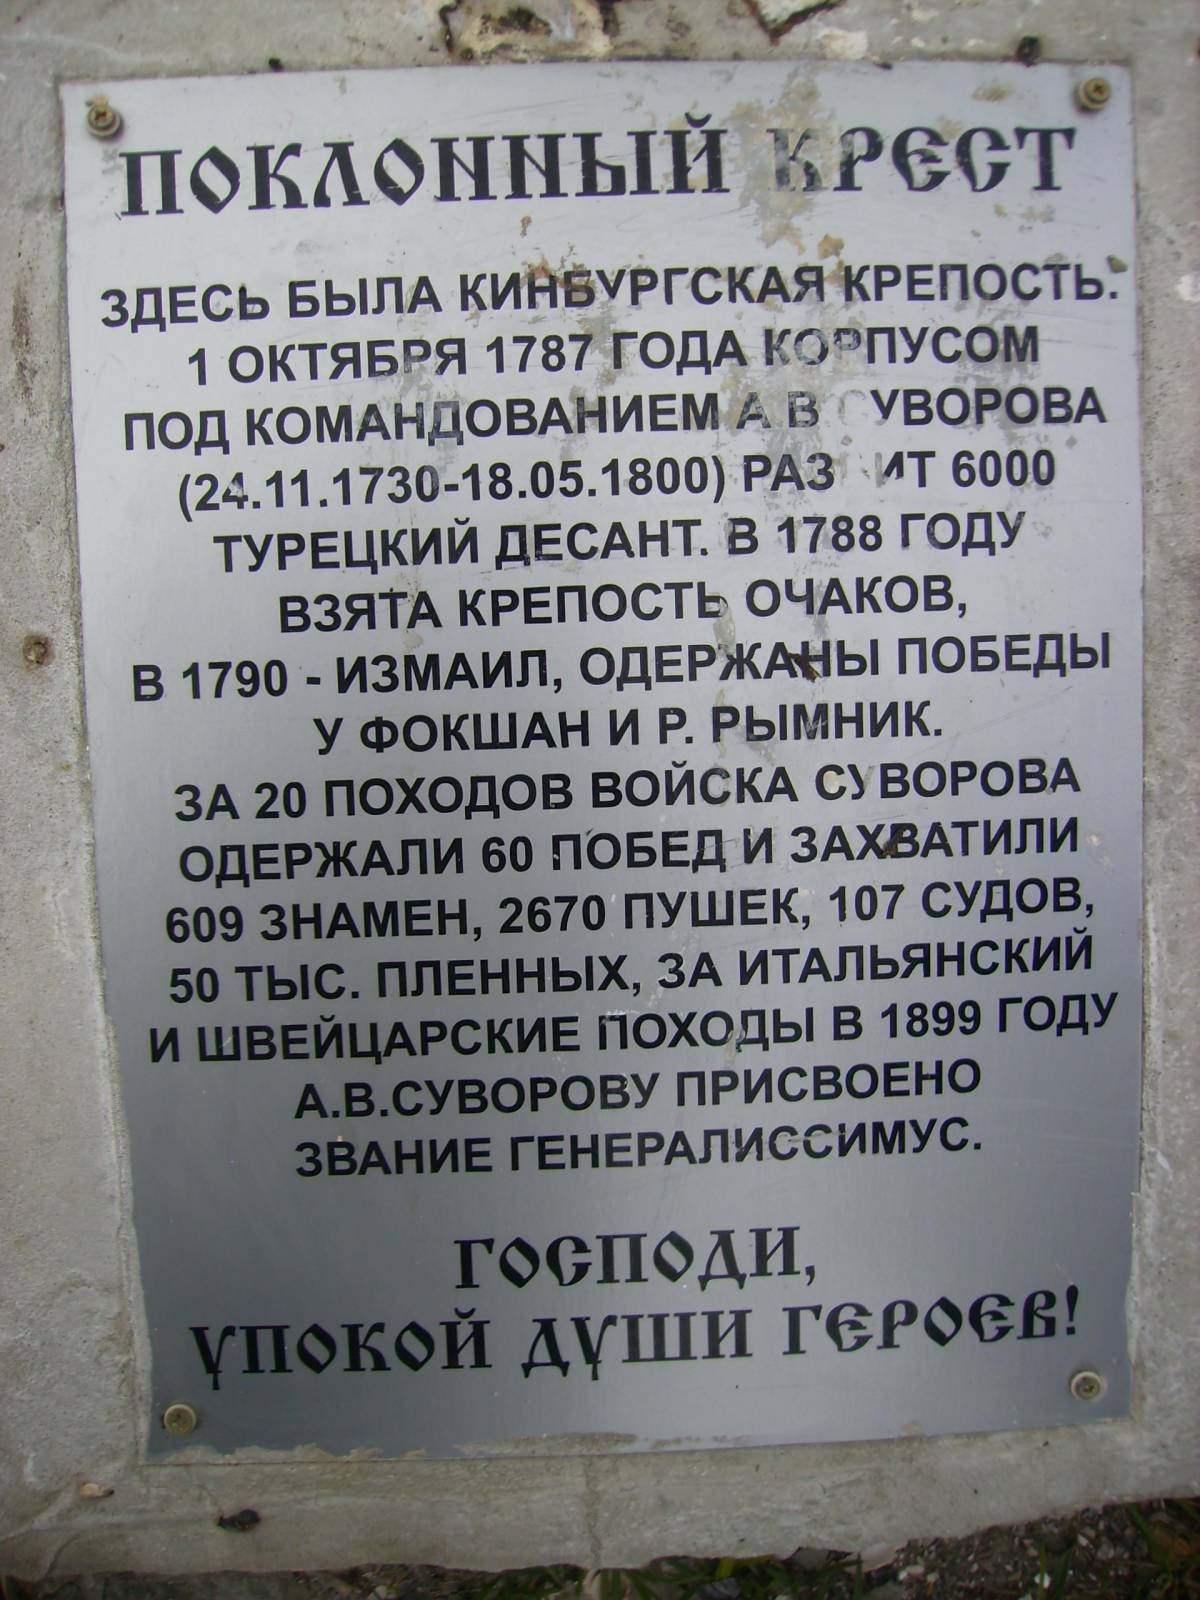 ПОКЛОННЫЙ КРЕСТ
ЗДЕСЬ БЫЛА КИНБУРГСКАЯ КРЕПОСТЬ.
1 ОКТЯБРЯ 1787 ГОДА КОРПУСОМ
ПОД КОМАНДОВАНИЕМ А В СУВОРОВА
(24.11.1730-18.05.1800) 6000
ТУРЕЦКИЙ ДЕСАНТ. В 1788 ГОДУ
ВЗЯТА КРЕПОСТЬ ОЧАКОВ,
В 1790 - ИЗМАИЛ, ОДЕРЖАНЫ ПОБЕДЫ
У ФОКШАН И Р. РЫМНИК.
ЗА 20 ПОХОДОВ ВОЙСКА СУВОРОВА
ОДЕРЖАЛИ 60 ПОБЕД И ЗАХВАТИЛИ
609 ЗНАМЕН, 2670 ПУШЕК, 107 СУДОВ,
50 ТЫС. ПЛЕННЫХ, ЗА ИТАЛЬЯНСКИЙ
И ШВЕЙЦАРСКИЕ ПОХОДЫ В 1899 ГОДУ
А.В.СУВОРОВУ ПРИСВОЕНО
ЗВАНИЕ ГЕНЕРАЛИССИМУС.
ГОСПОДИ,
УПОКОЙ ДУШИ ГЕРОЕВ!